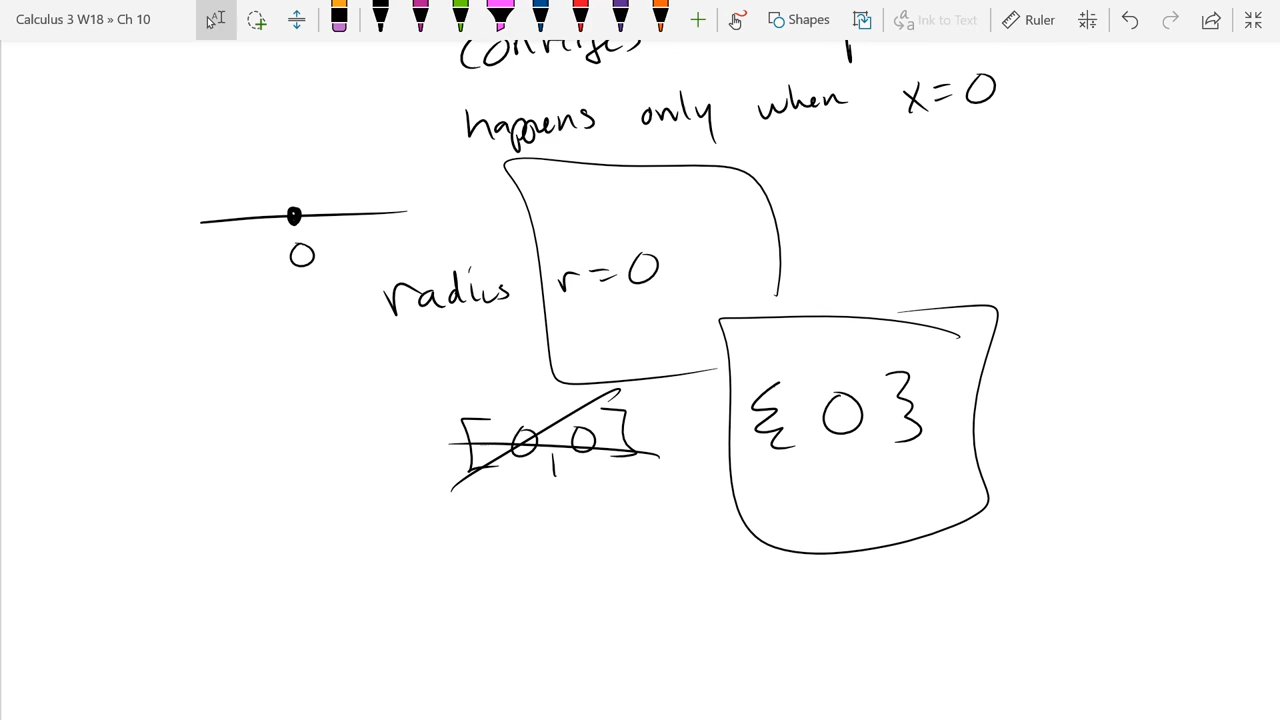 Calculus 3 W18 » Ch 10
Shapes
Ink to Text
Ruler
converges
happens only when x=0
0
radius r=0
[0,0]
{0}